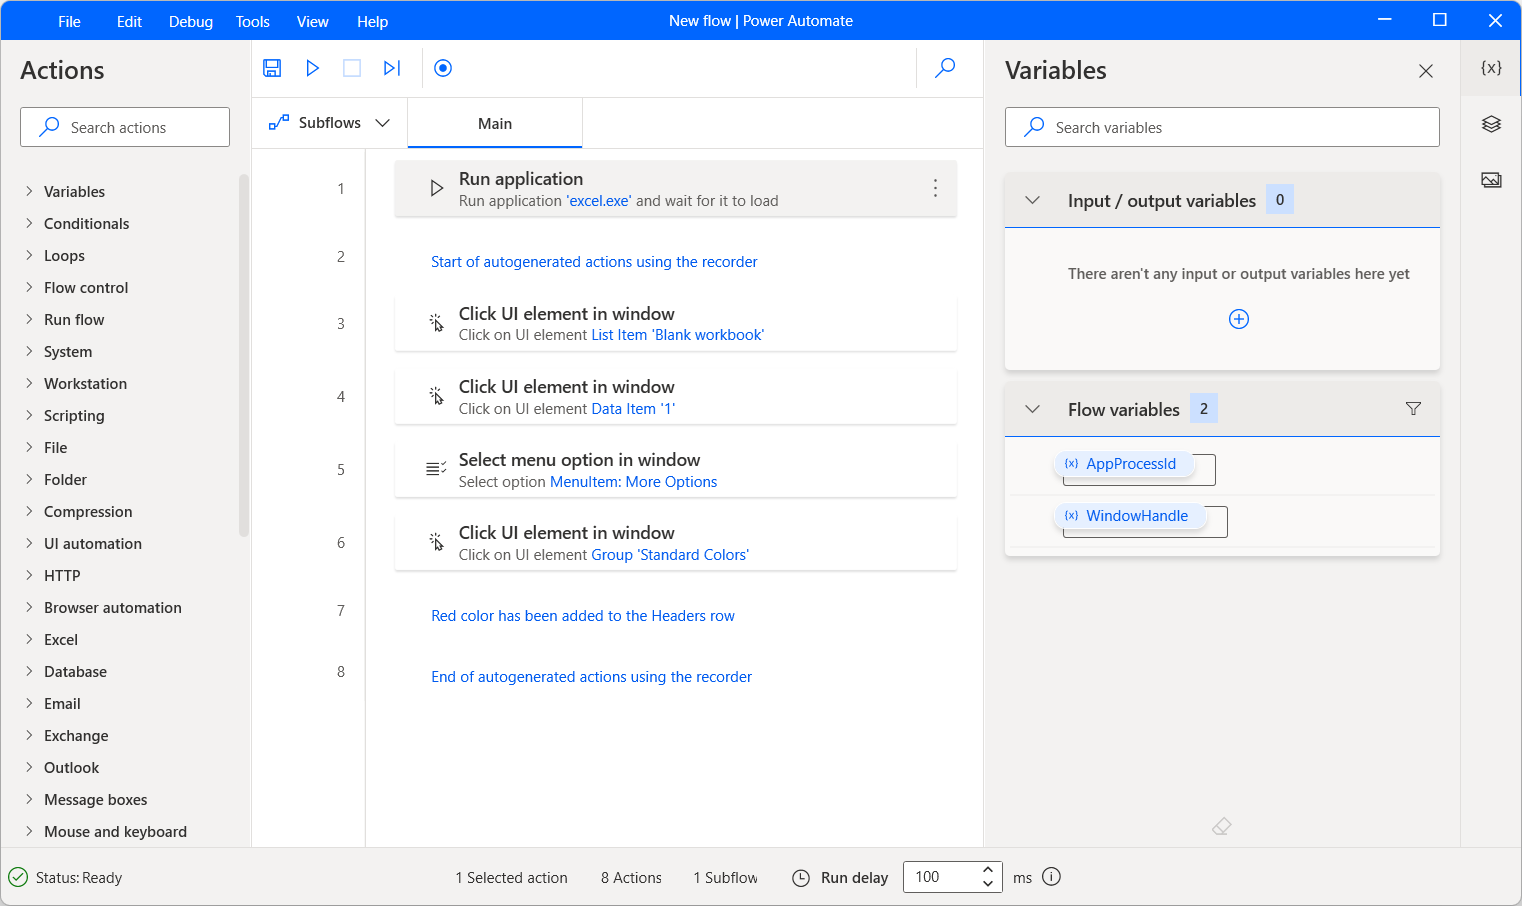 File Edit Debug Tools View Help New flow | Power Automate
Actions
Search actions
Variables
Conditionals
Loops
Flow control
Run flow
System
Workstation
Scripting
File
Folder
Compression
UI automation
HTTP
Browser automation
Excel
Database
Email
Exchange
Outlook
Message boxes
Mouse and keyboard
Subflows Main
1 Run application
Run application 'excel.exe' and wait for it to load
2 Start of autogenerated actions using the recorder
3 Click UI element in window
Click on UI element List Item 'Blank workbook'
4 Click UI element in window
Click on UI element Data Item '1'
5 Select menu option in window
Select option MenuItem: More Options
6 Click UI element in window
Click on UI element Group 'Standard Colors'
7 Red color has been added to the Headers row
8 End of autogenerated actions using the recorder
Variables
{x}
Search variables
Input / output variables 0
There aren't any input or output variables here yet
Flow variables 2
{x} AppProcessId
{x} WindowHandle
Status: Ready 1 Selected action 8 Actions 1 Subflow Run delay 100 ms